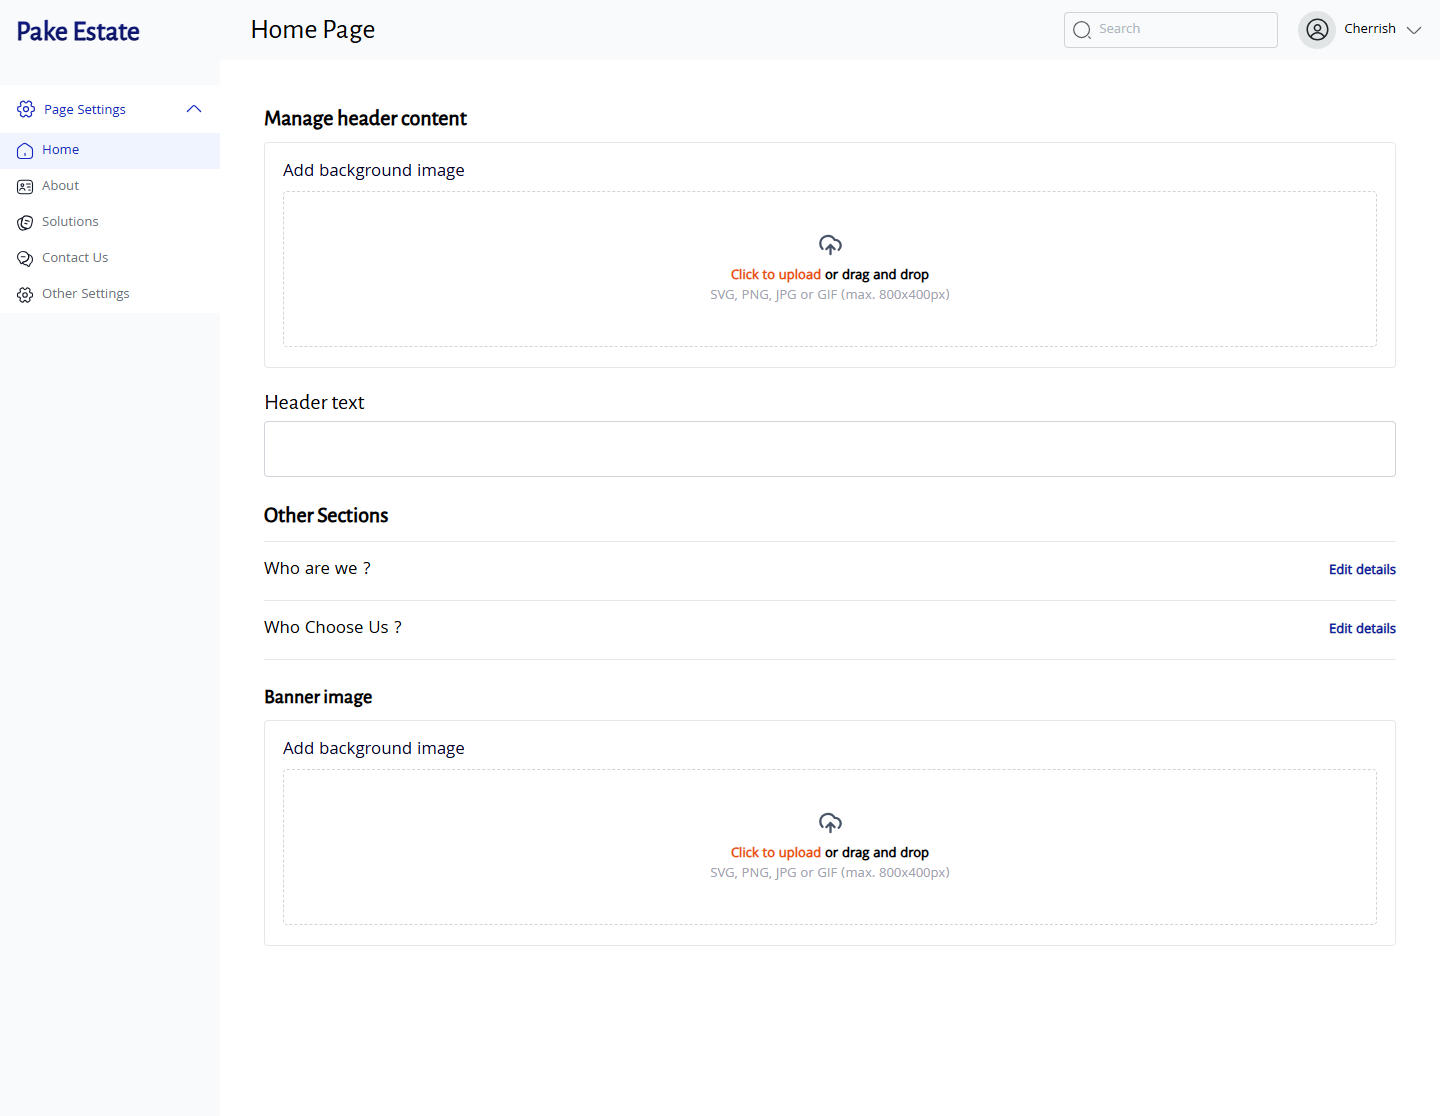 Pake Estate
Home Page
Search
Cherrish
Page Settings
Home
About
Solutions
Contact Us
Other Settings
Manage header content
Add background image
Click to upload or drag and drop
SVG, PNG, JPG or GIF (max. 800x400px)
Header text
Other Sections
Who are we ?
Edit details
Who Choose Us ?
Edit details
Banner image
Add background image
Click to upload or drag and drop
SVG, PNG, JPG or GIF (max. 800x400px)